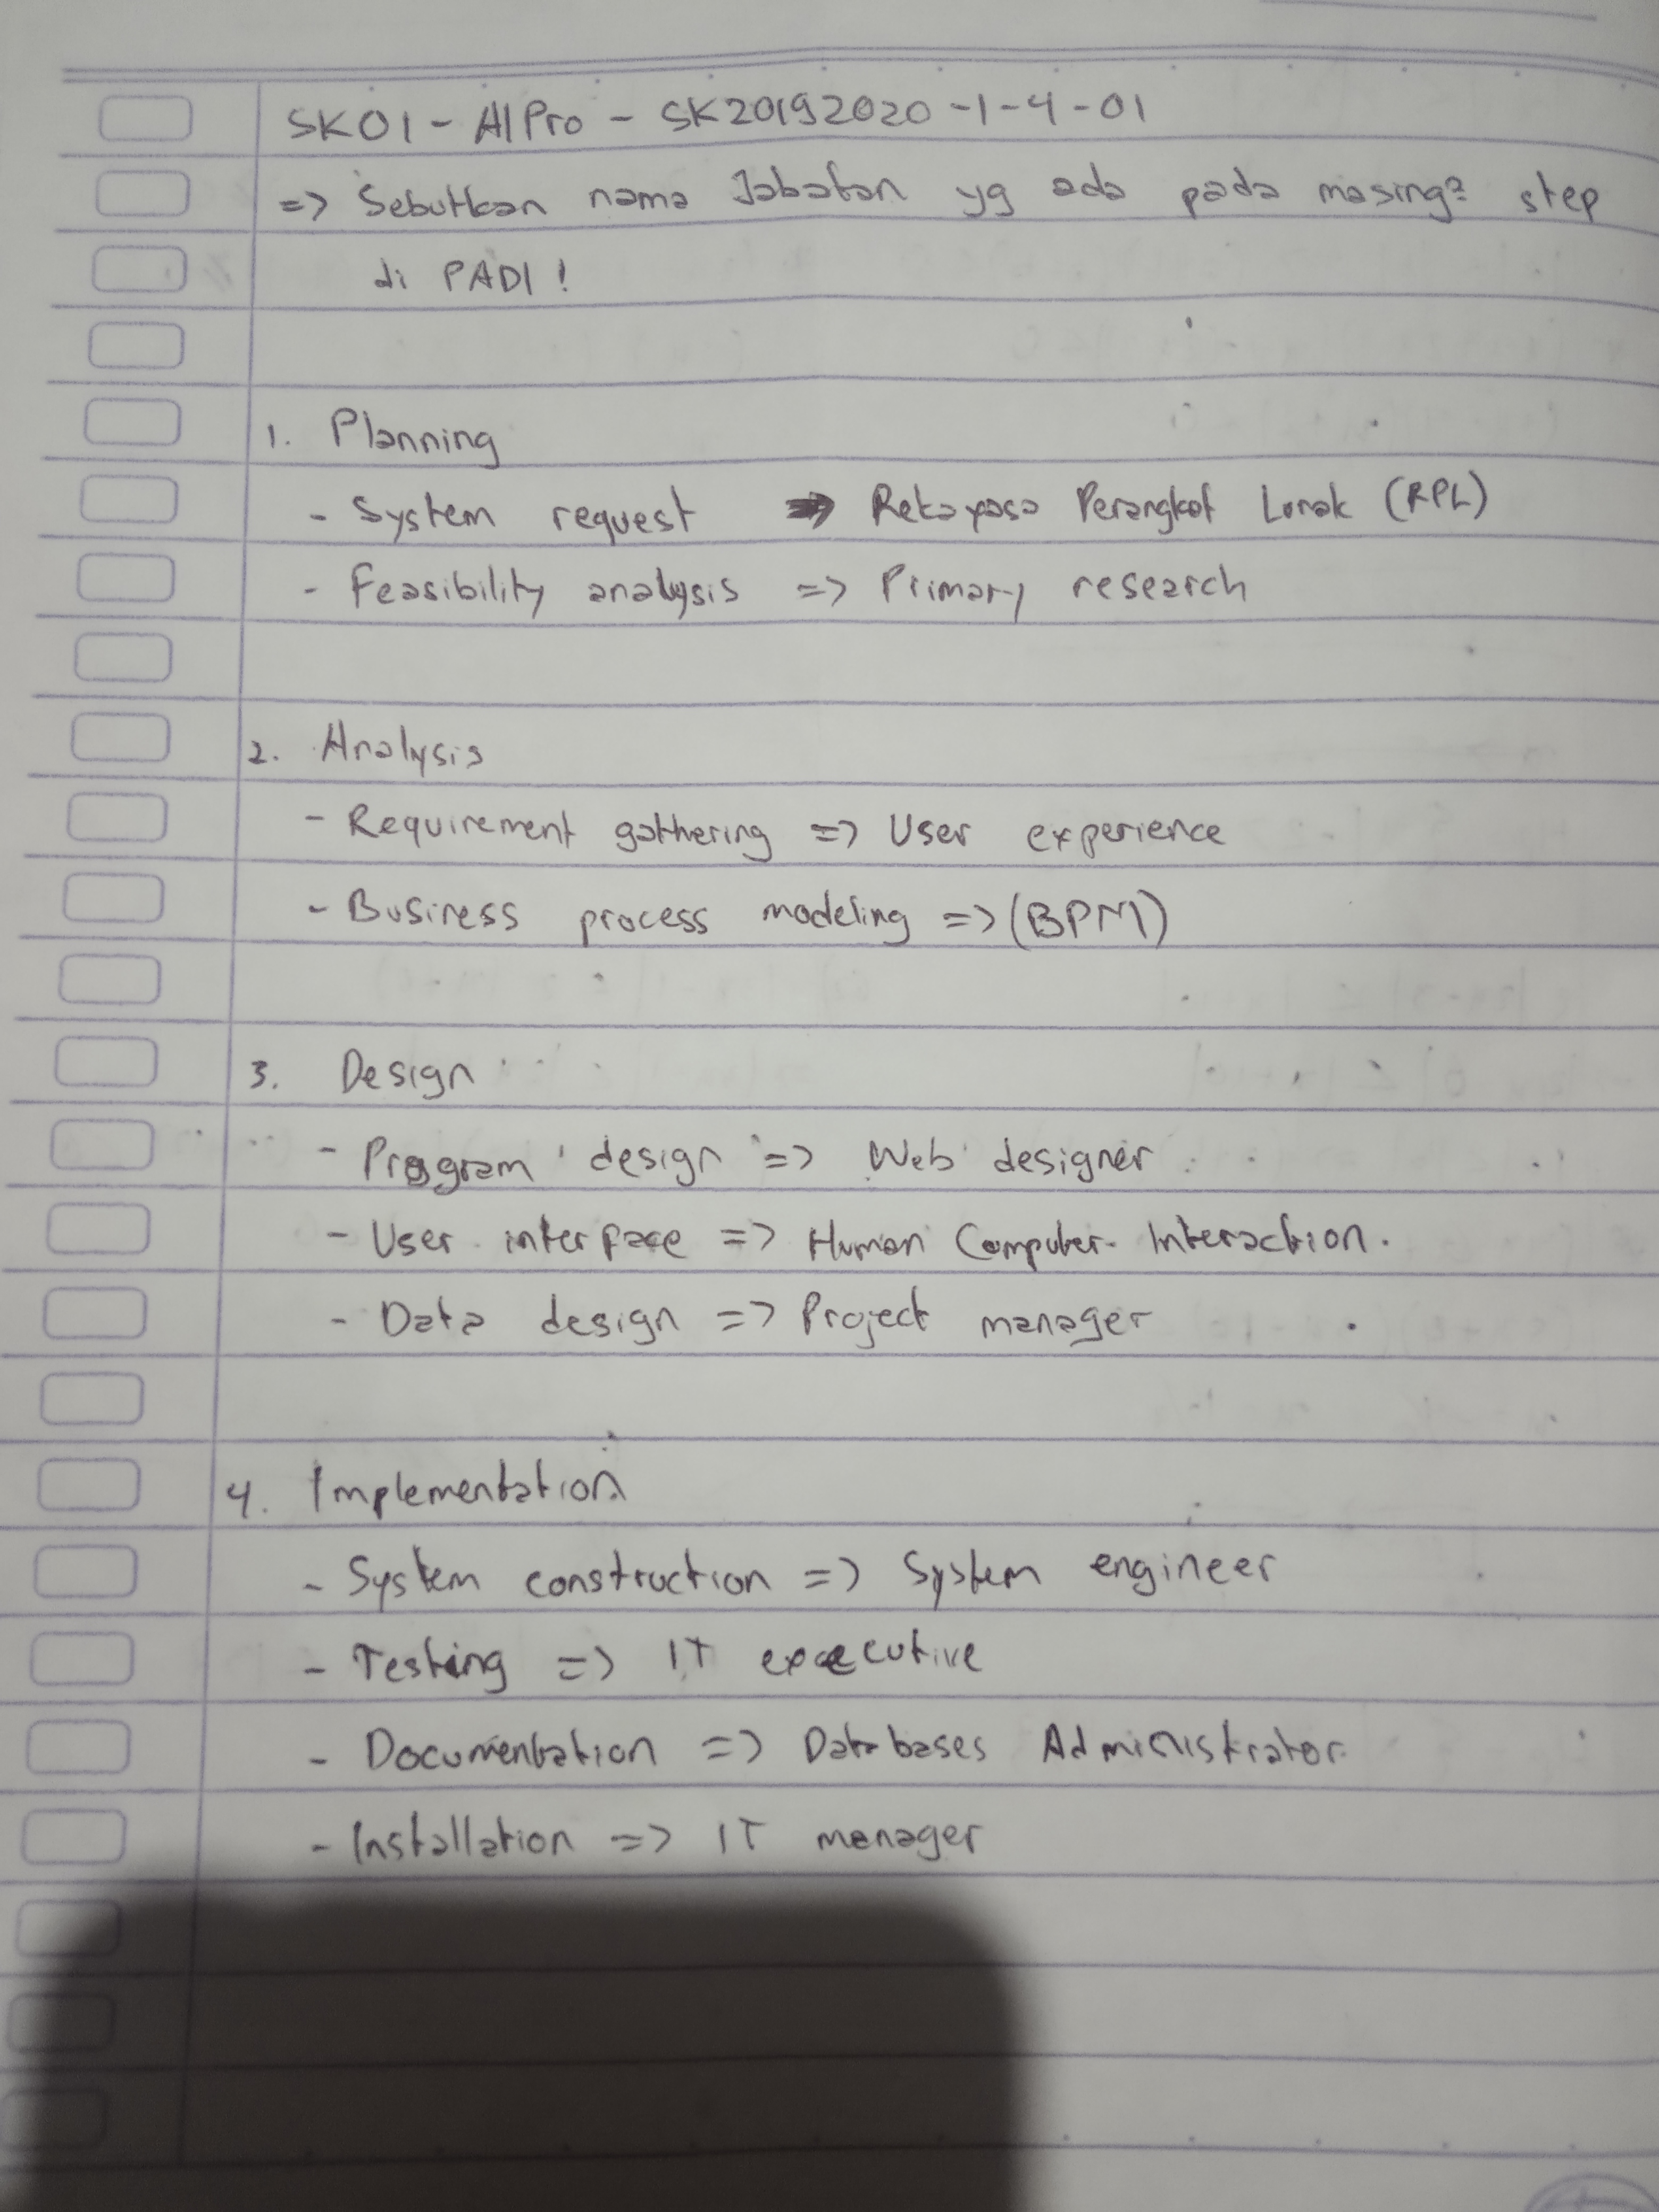 SK01 - AlPro - SK20192020 -1-4-01
=> Sebutkan nama Jabatan yg ada pada masing2 step
di PADI !
1. Planning
- System request => Rekayasa Perangkat Lunak (RPL)
- Feasibility analysis => Primary research
2. Analysis
- Requirement gathering => User experience
- Business process modeling => (BPM)
3. Design
- Program design => Web designer
- User interface => Human Computer Interaction.
- Data design => Project manager
4. Implementation
- System construction => System engineer
- Testing => IT executive
- Documentation => Databases Administrator
- Installation => IT manager